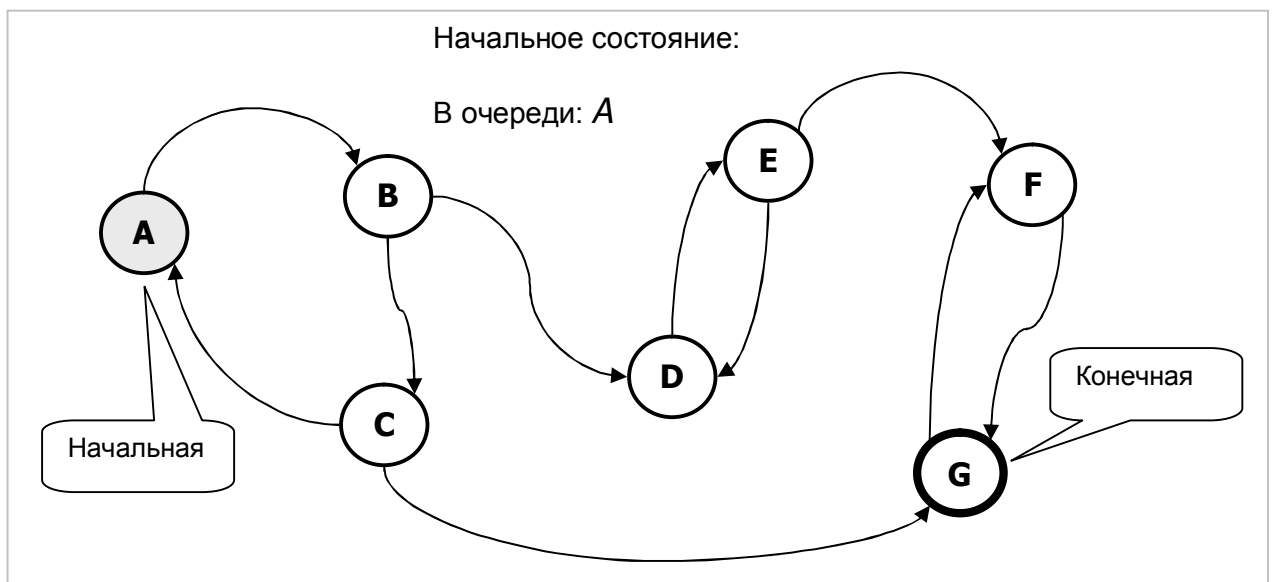 Начальное состояние:
В очереди: A
E
B
F
A
D
Конечная
C
Начальная
G